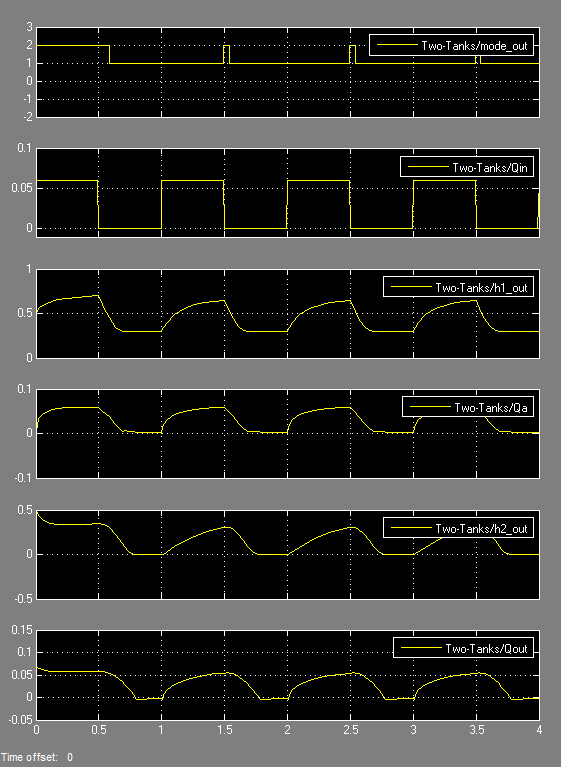 3
Two-Tanks/mode_out
2
1
0
-1
-2
0.1
Two-Tanks/Qin
0.05
0
1
Two-Tanks/h1_out
0.5
0
0.1
Two-Tanks/Qa
0
-0.1
0.5
Two-Tanks/h2_out
0
-0.5
0.15
Two-Tanks/Qout
0.1
0.05
0
-0.05
0 0.5 1 1.5 2 2.5 3 3.5 4
Time offset: 0